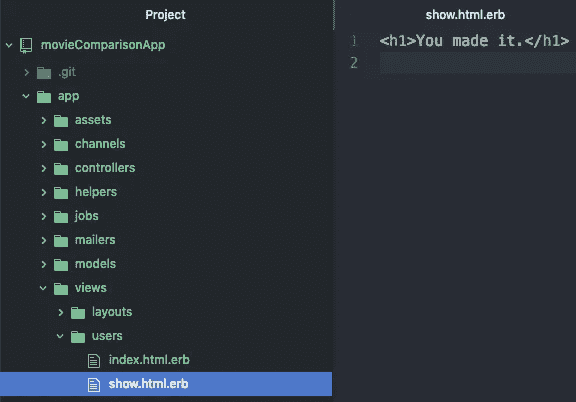 Project
movieComparisonApp
.git
app
assets
channels
controllers
helpers
jobs
mailers
models
views
layouts
users
index.html.erb
show.html.erb
show.html.erb
1 <h1>You made it.</h1>
2